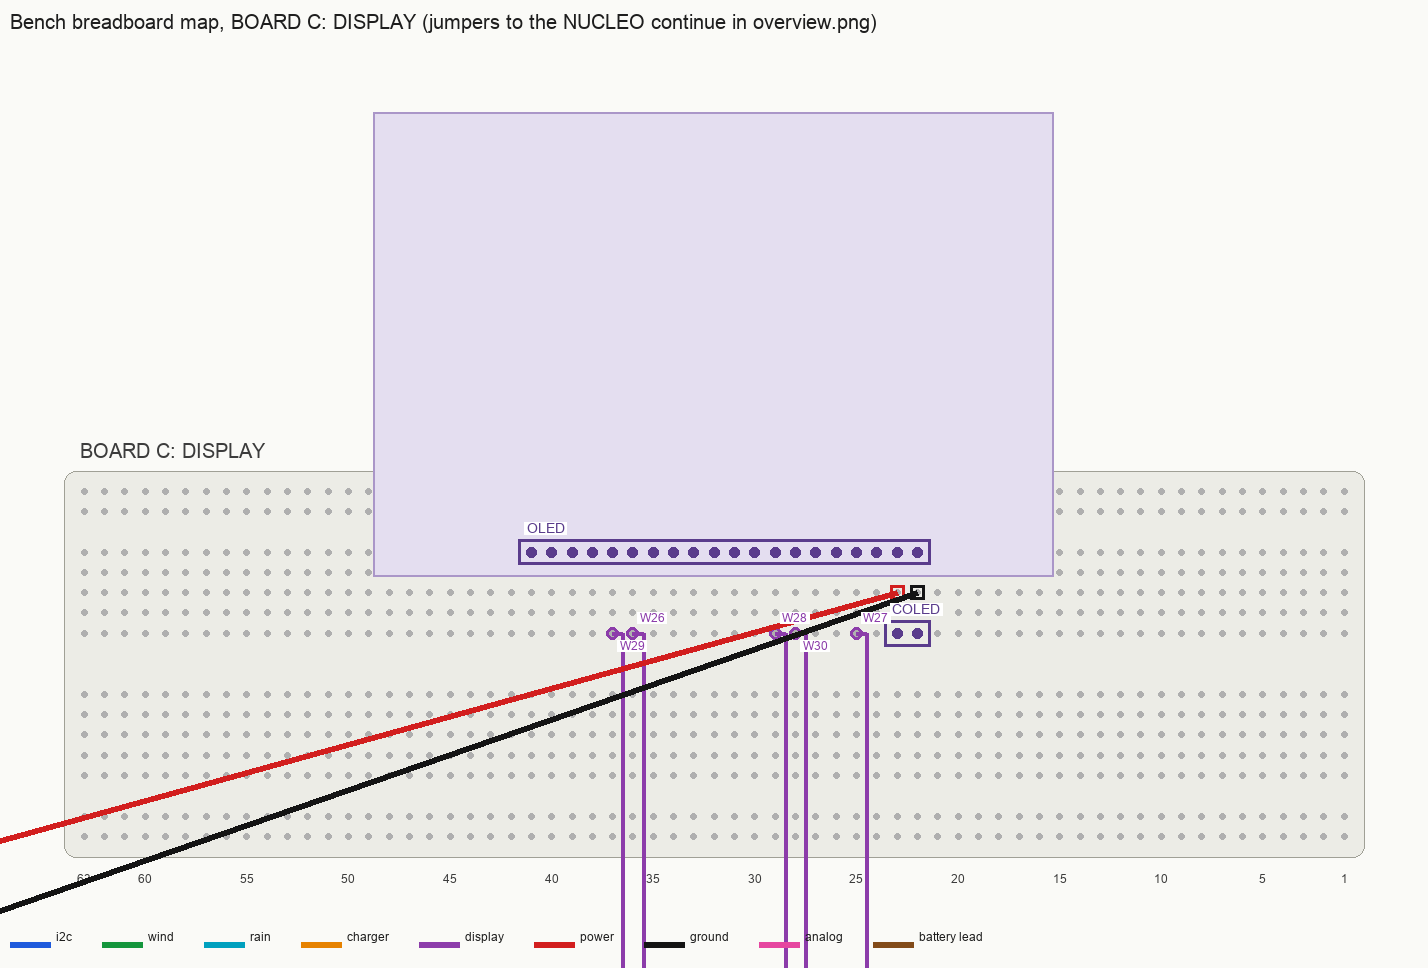 Bench breadboard map, BOARD C: DISPLAY (jumpers to the NUCLEO continue in overview.png)
BOARD C: DISPLAY
OLED
COLED
W26 W28 W27
W29 W30
63 60 55 50 45 40 35 30 25 20 15 10 5 1
i2c wind rain charger display power ground analog battery lead